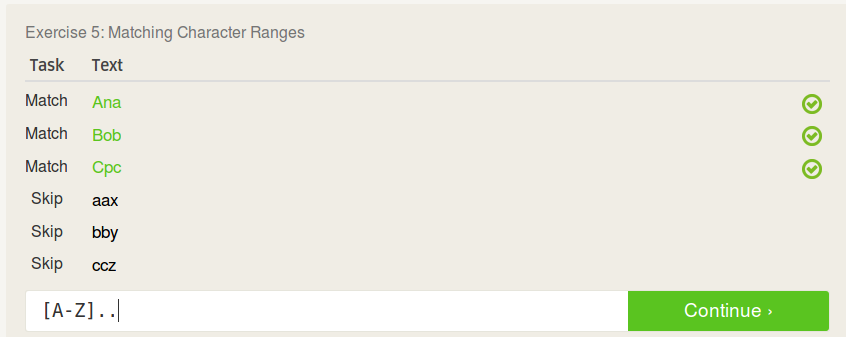 Exercise 5: Matching Character Ranges
Task Text
Match Ana
Match Bob
Match Cpc
Skip aax
Skip bby
Skip ccz
[A-Z]..
Continue ›